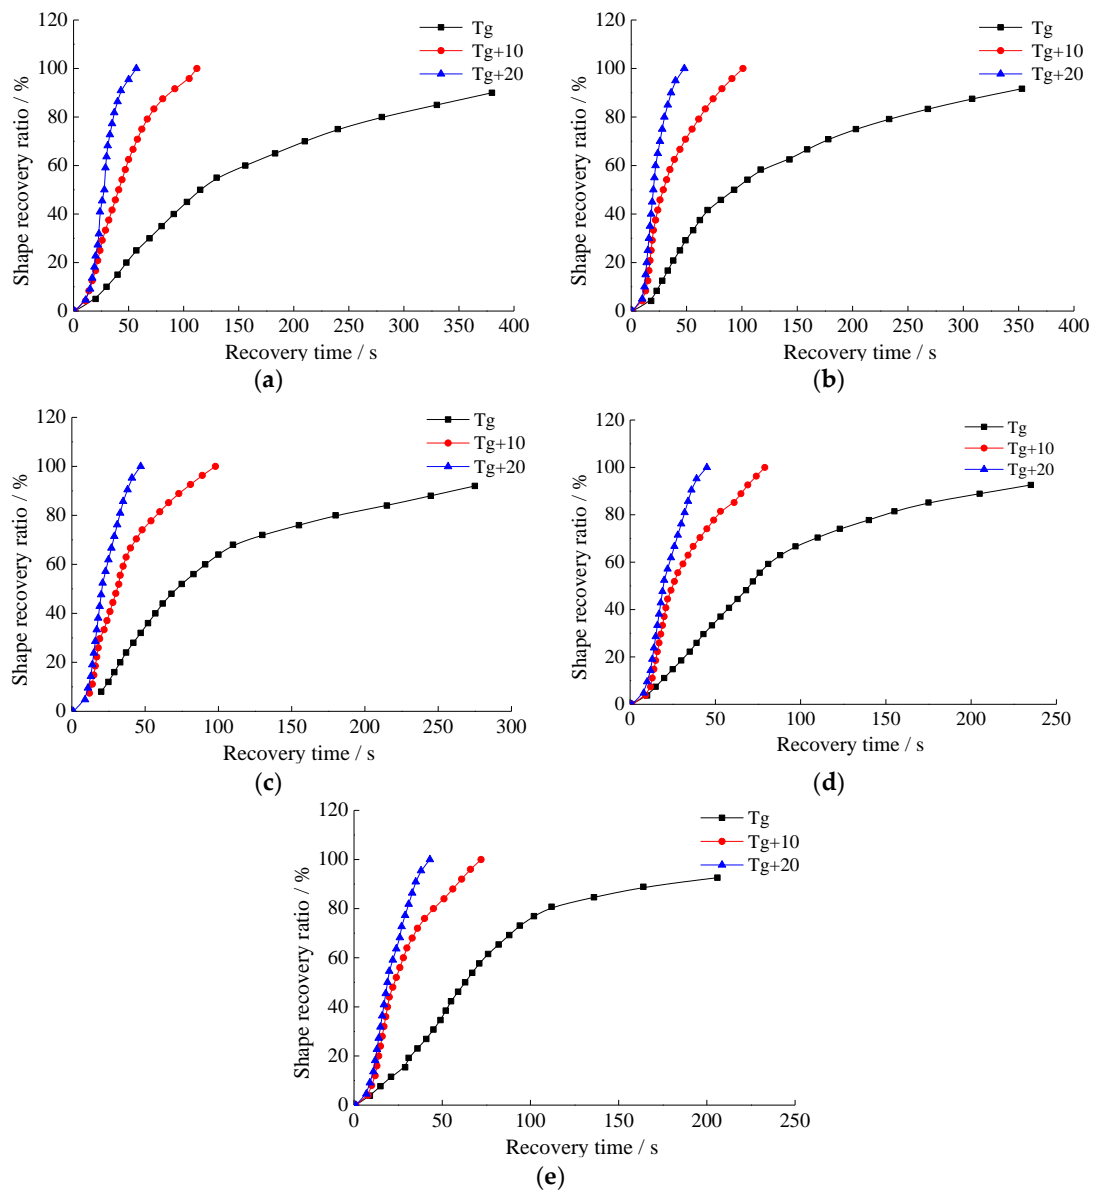 Tg
Tg+10
Tg+20
Shape recovery ratio / %
0
20
40
60
80
100
120
0 50 100 150 200 250 300 350 400
Recovery time / s
(a)
Tg
Tg+10
Tg+20
Shape recovery ratio / %
0
20
40
60
80
100
120
0 50 100 150 200 250 300 350 400
Recovery time / s
(b)
Tg
Tg+10
Tg+20
Shape recovery ratio / %
0
20
40
60
80
100
120
0 50 100 150 200 250 300
Recovery time / s
(c)
Tg
Tg+10
Tg+20
Shape recovery ratio / %
0
20
40
60
80
100
120
0 50 100 150 200 250
Recovery time / s
(d)
Tg
Tg+10
Tg+20
Shape recovery ratio / %
0
20
40
60
80
100
120
0 50 100 150 200 250
Recovery time / s
(e)